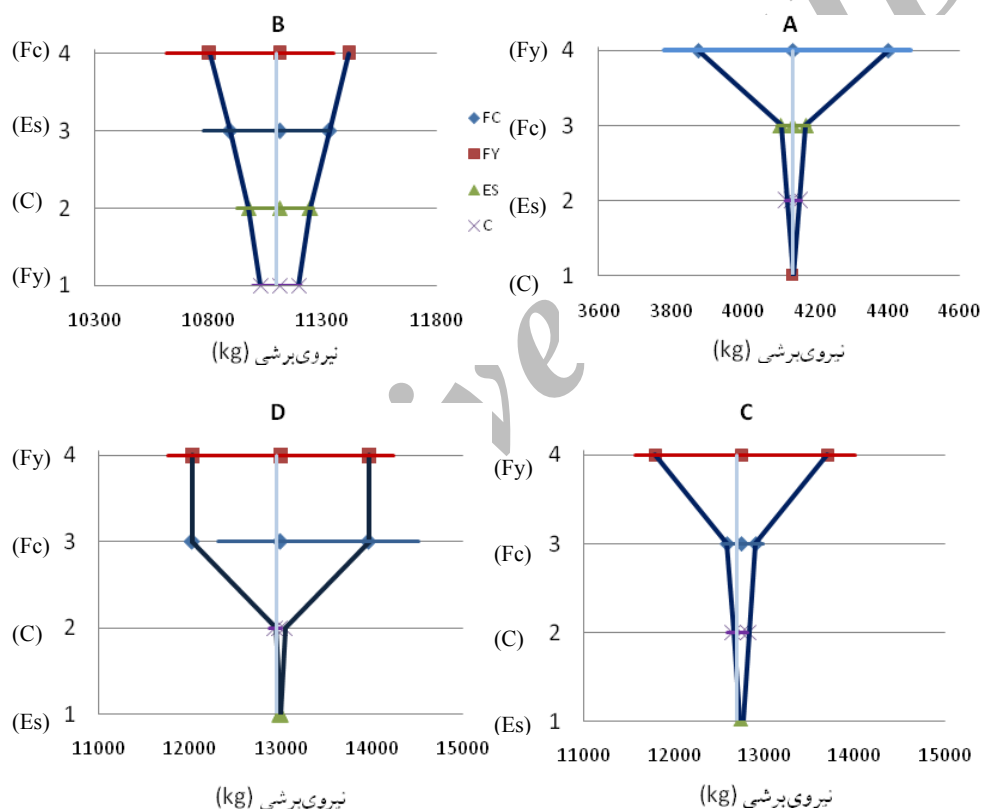 B
(Fc) 4
(Es) 3
(C) 2
(Fy) 1
10300 10800 11300 11800
نیروی‌برشی (kg)
FC
FY
ES
C
A
(Fy) 4
(Fc) 3
(Es) 2
(C) 1
3600 3800 4000 4200 4400 4600
نیروی‌برشی (kg)
D
(Fy) 4
(Fc) 3
(C) 2
(Es) 1
11000 12000 13000 14000 15000
نیروی‌برشی (kg)
C
(Fy) 4
(Fc) 3
(C) 2
(Es) 1
11000 12000 13000 14000 15000
نیروی‌برشی (kg)